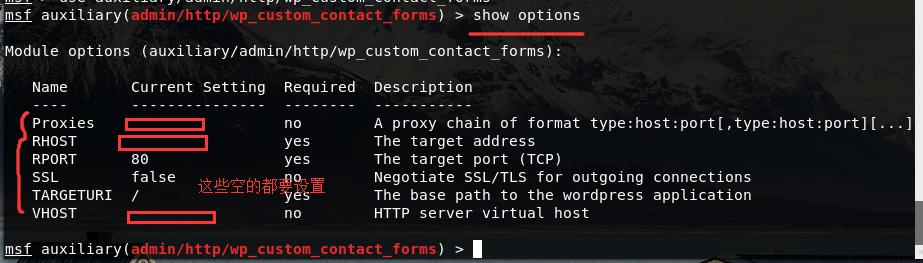 msf auxiliary(admin/http/wp_custom_contact_forms) > show options
Module options (auxiliary/admin/http/wp_custom_contact_forms):
Name Current Setting Required Description
---- --------------- -------- -----------
Proxies no A proxy chain of format type:host:port[,type:host:port][...]
RHOST yes The target address
RPORT 80 yes The target port (TCP)
SSL false no Negotiate SSL/TLS for outgoing connections
这些空的都要设置
TARGETURI / yes The base path to the wordpress application
VHOST no HTTP server virtual host
msf auxiliary(admin/http/wp_custom_contact_forms) >